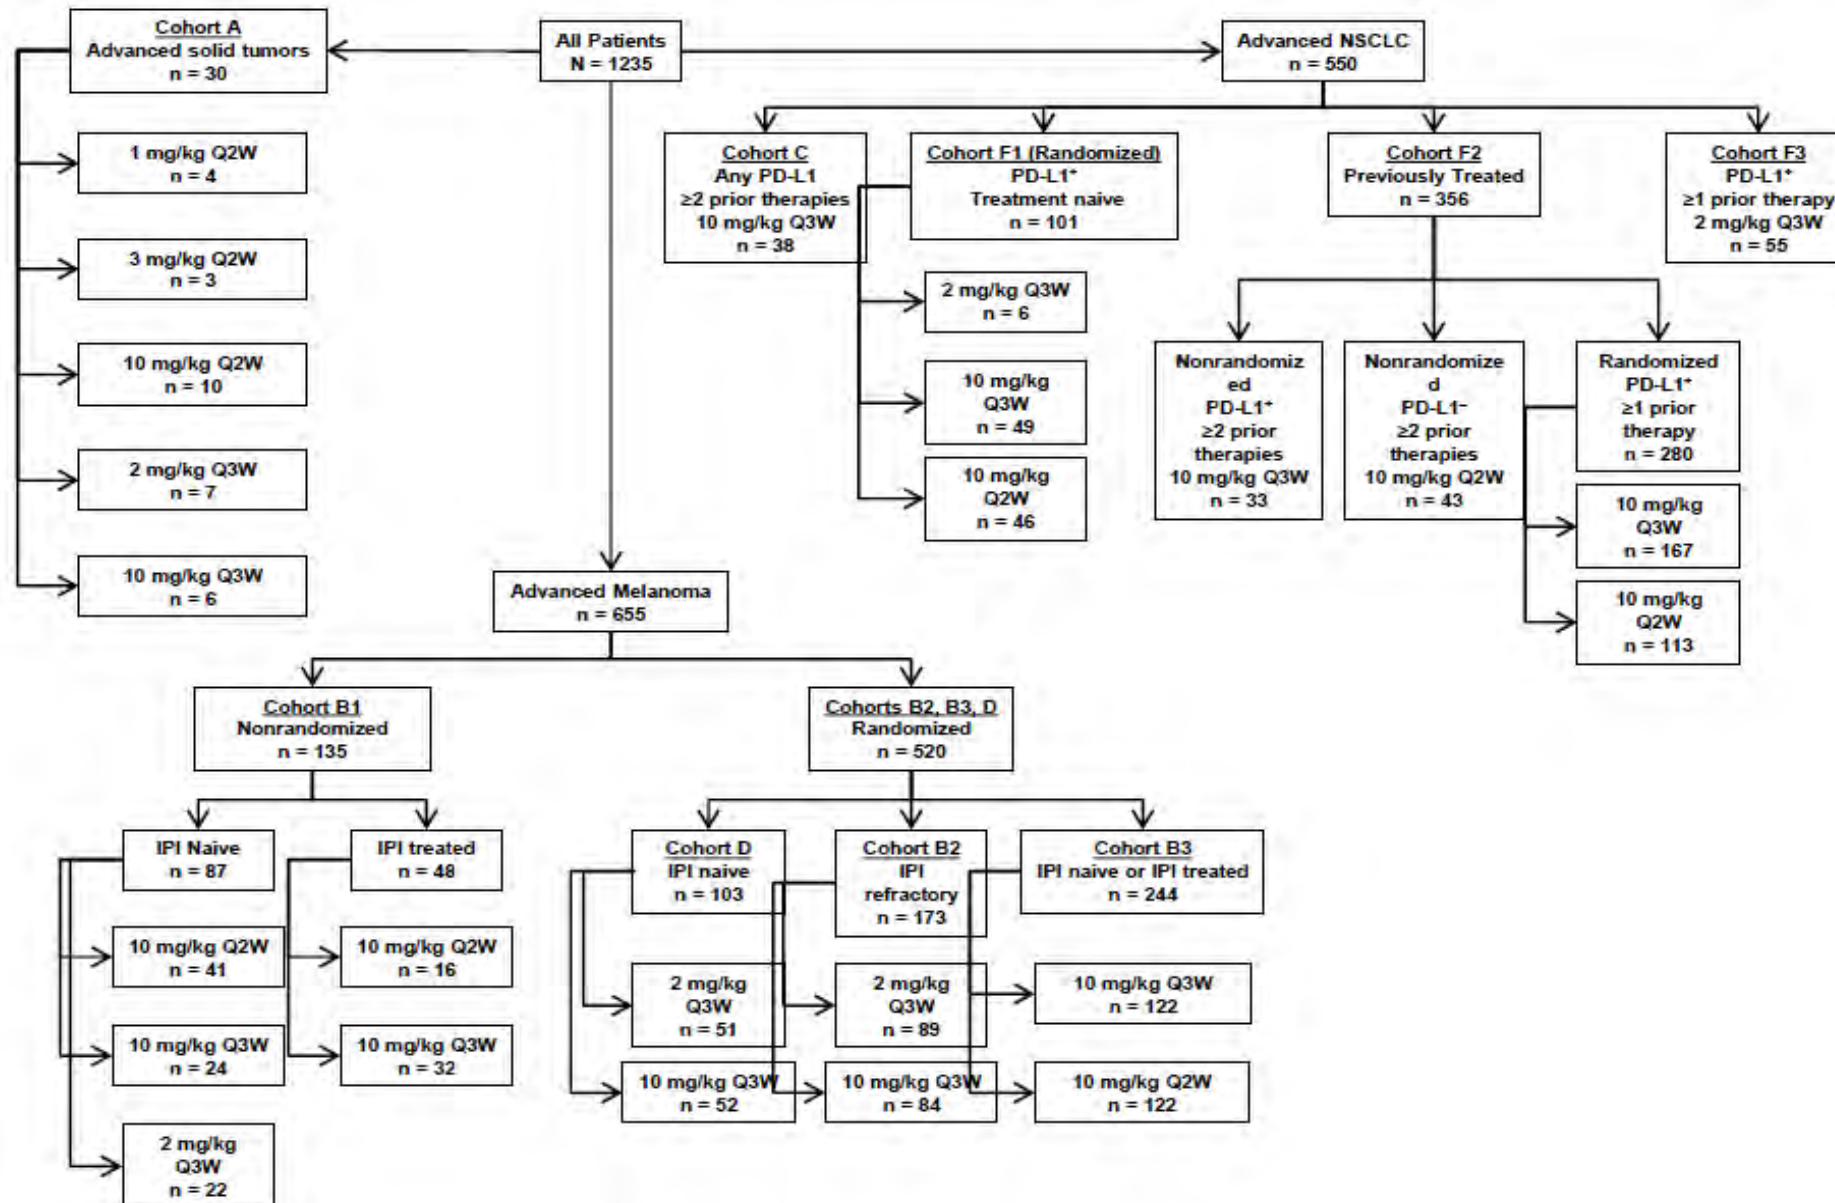 Cohort A
Advanced solid tumors
n = 30
All Patients
N = 1235
Advanced NSCLC
n = 550
1 mg/kg Q2W
n = 4
3 mg/kg Q2W
n = 3
10 mg/kg Q2W
n = 10
2 mg/kg Q3W
n = 7
10 mg/kg Q3W
n = 6
Cohort C
Any PD-L1
≥2 prior therapies
10 mg/kg Q3W
n = 38
Cohort F1 (Randomized)
PD-L1⁺
Treatment naive
n = 101
2 mg/kg Q3W
n = 6
10 mg/kg
Q3W
n = 49
10 mg/kg
Q2W
n = 46
Cohort F2
Previously Treated
n = 356
Cohort F3
PD-L1⁺
≥1 prior therapy
2 mg/kg Q3W
n = 55
Nonrandomiz
ed
PD-L1⁺
≥2 prior
therapies
10 mg/kg Q3W
n = 33
Nonrandomize
d
PD-L1⁻
≥2 prior
therapies
10 mg/kg Q2W
n = 43
Randomized
PD-L1⁺
≥1 prior
therapy
n = 280
10 mg/kg
Q3W
n = 167
10 mg/kg
Q2W
n = 113
Advanced Melanoma
n = 655
Cohort B1
Nonrandomized
n = 135
Cohorts B2, B3, D
Randomized
n = 520
IPI Naive
n = 87
10 mg/kg Q2W
n = 41
10 mg/kg Q3W
n = 24
2 mg/kg
Q3W
n = 22
IPI treated
n = 48
10 mg/kg Q2W
n = 16
10 mg/kg Q3W
n = 32
Cohort D
IPI naive
n = 103
2 mg/kg
Q3W
n = 51
10 mg/kg Q3W
n = 52
Cohort B2
IPI
refractory
n = 173
2 mg/kg
Q3W
n = 89
10 mg/kg Q3W
n = 84
Cohort B3
IPI naive or IPI treated
n = 244
10 mg/kg Q3W
n = 122
10 mg/kg Q2W
n = 122